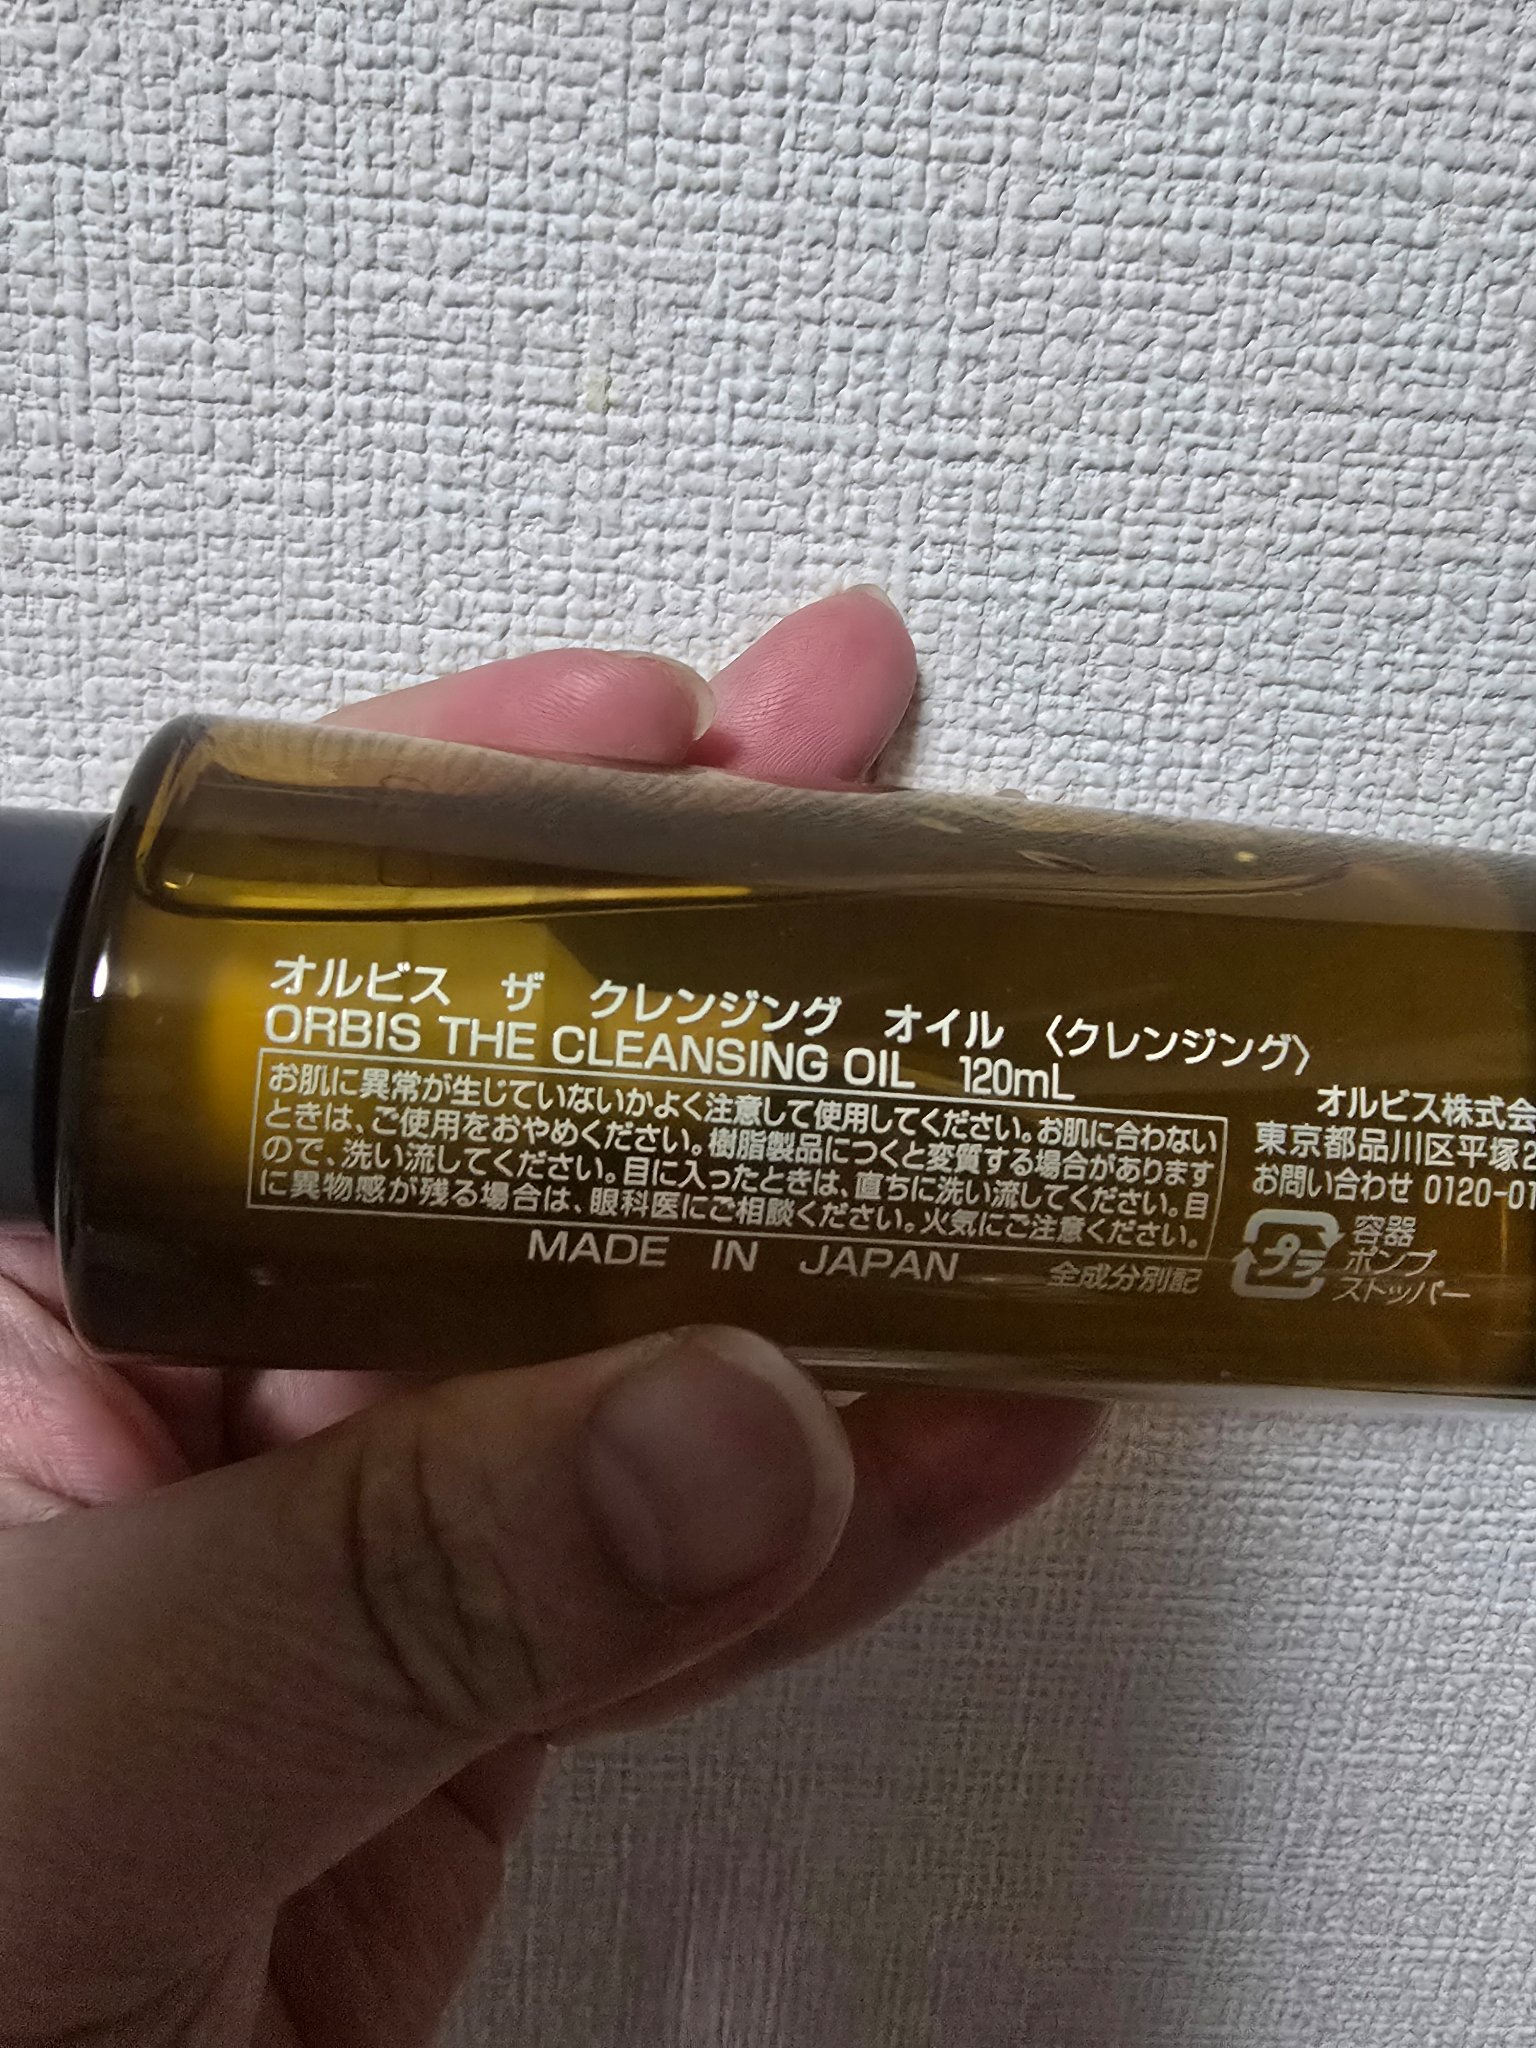 オルビス ザ クレンジング オイル 〈クレンジング〉
ORBIS THE CLEANSING OIL 120mL
お肌に異常が生じていないかよく注意して使用してください。お肌に合わない
ときは、ご使用をおやめください。樹脂製品につくと変質する場合があります
ので、洗い流してください。目に入ったときは、直ちに洗い流してください。目
に異物感が残る場合は、眼科医にご相談ください。火気にご注意ください。
MADE IN JAPAN
全成分別記
オルビス株式会
東京都品川区平塚2
お問い合わせ 0120-01
プラ
容器
ポンプ
ストッパー